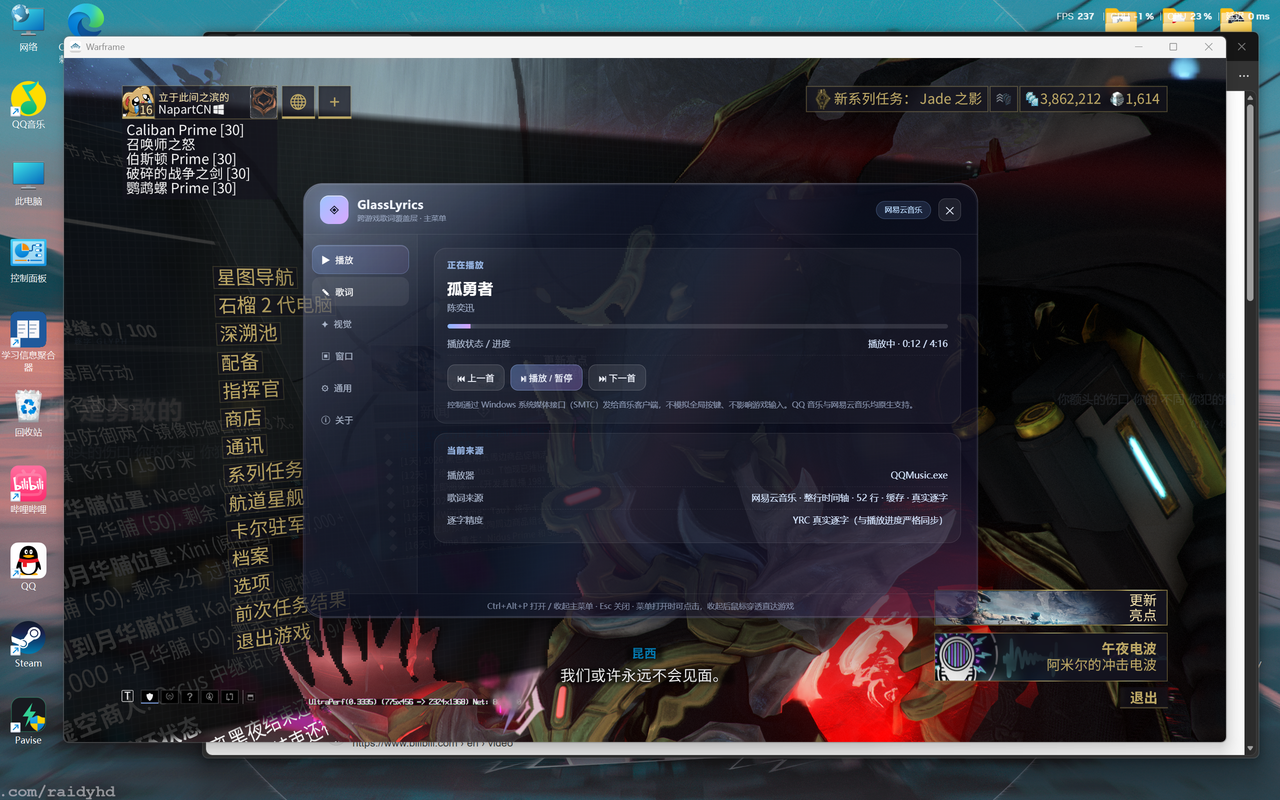 网络
QQ音乐
此电脑
控制面板
学习信息聚合器
回收站
哔哩哔哩
QQ
Steam
Pavise
FPS 237
23 %
0 ms
Warframe
16
立于此间之滨的
NapartCN
Caliban Prime [30]
召唤师之怒
伯斯顿 Prime [30]
破碎的战争之剑 [30]
鹦鹉螺 Prime [30]
新系列任务: Jade 之影
3,862,212
1,614
星图导航
石榴 2 代电脑
深溯池
配备
指挥官
商店
通讯
系列任务
航道星舰
卡尔驻军
档案
选项
前次任务结果
退出游戏
GlassLyrics
跨游戏歌词覆盖层 · 主菜单
网易云音乐
播放
歌词
视觉
窗口
通用
关于
正在播放
孤勇者
陈奕迅
播放状态 / 进度
播放中 · 0:12 / 4:16
上一首
播放 / 暂停
下一首
控制通过 Windows 系统媒体接口（SMTC）发给音乐客户端，不模拟全局按键、不影响游戏输入。QQ 音乐与网易云音乐均原生支持。
当前来源
播放器
QQMusic.exe
歌词来源
网易云音乐 · 整行时间轴 · 52 行 · 缓存 · 真实逐字
逐字精度
YRC 真实逐字（与播放进度严格同步）
Ctrl+Alt+P 打开 / 收起主菜单 · Esc 关闭 · 菜单打开时可点击，收起后鼠标穿透直达游戏
昆西
我们或许永远不会见面。
更新
亮点
午夜电波
阿米尔的冲击电波
退出
UltraPerf(0.3335) (775x456 => 2324x1368) Net:
https://www.bilibili.com › en › video
.com/raidyhd